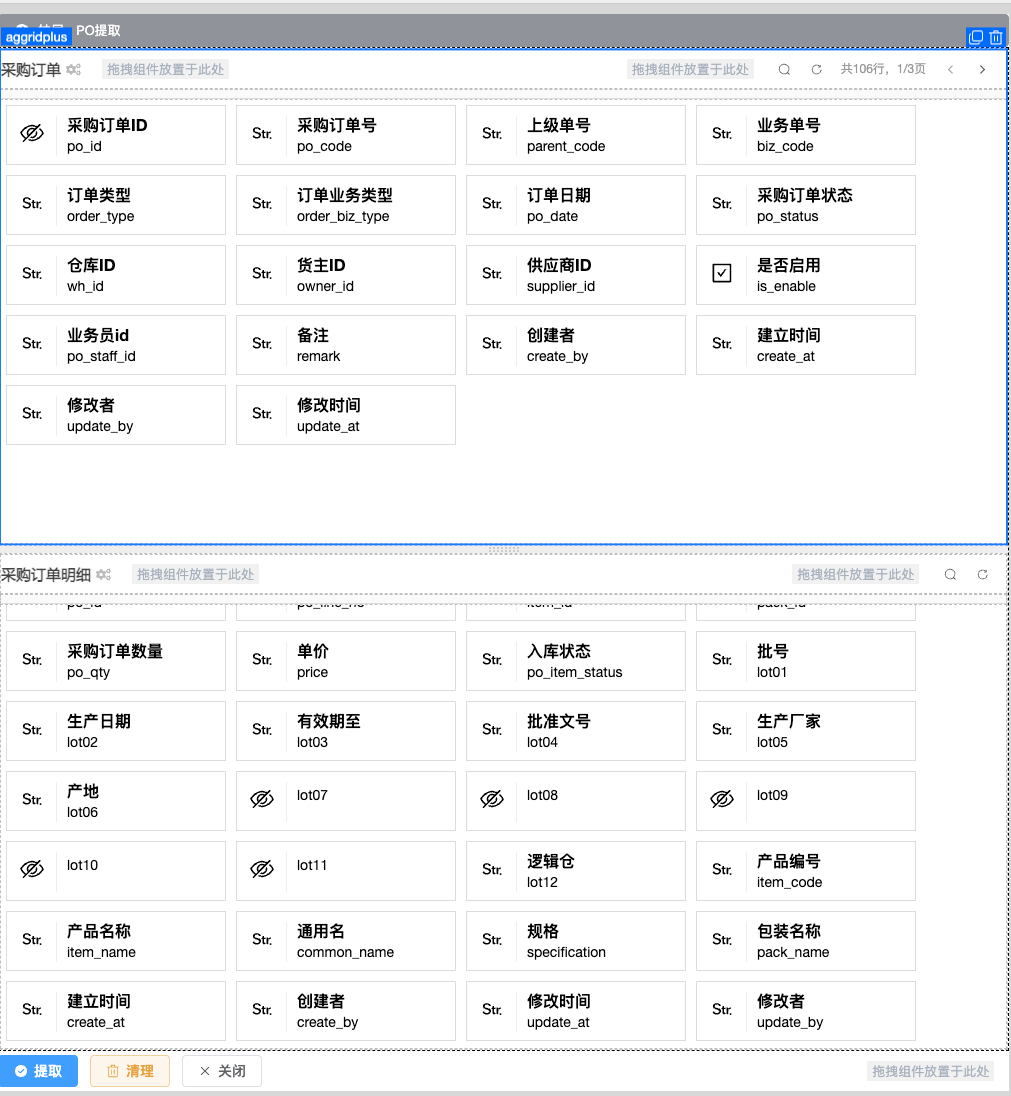 PO提取
aggridplus
采购订单
拖拽组件放置于此处
拖拽组件放置于此处
共106行，1/3页
采购订单ID
po_id
Str.
采购订单号
po_code
Str.
上级单号
parent_code
Str.
业务单号
biz_code
Str.
订单类型
order_type
Str.
订单业务类型
order_biz_type
Str.
订单日期
po_date
Str.
采购订单状态
po_status
Str.
仓库ID
wh_id
Str.
货主ID
owner_id
Str.
供应商ID
supplier_id
是否启用
is_enable
Str.
业务员id
po_staff_id
Str.
备注
remark
Str.
创建者
create_by
Str.
建立时间
create_at
Str.
修改者
update_by
Str.
修改时间
update_at
采购订单明细
拖拽组件放置于此处
拖拽组件放置于此处
po_id
po_line_no
item_id
pack_id
Str.
采购订单数量
po_qty
Str.
单价
price
Str.
入库状态
po_item_status
Str.
批号
lot01
Str.
生产日期
lot02
Str.
有效期至
lot03
Str.
批准文号
lot04
Str.
生产厂家
lot05
Str.
产地
lot06
lot07
lot08
lot09
lot10
lot11
Str.
逻辑仓
lot12
Str.
产品编号
item_code
Str.
产品名称
item_name
Str.
通用名
common_name
Str.
规格
specification
Str.
包装名称
pack_name
Str.
建立时间
create_at
Str.
创建者
create_by
Str.
修改时间
update_at
Str.
修改者
update_by
提取
清理
关闭
拖拽组件放置于此处